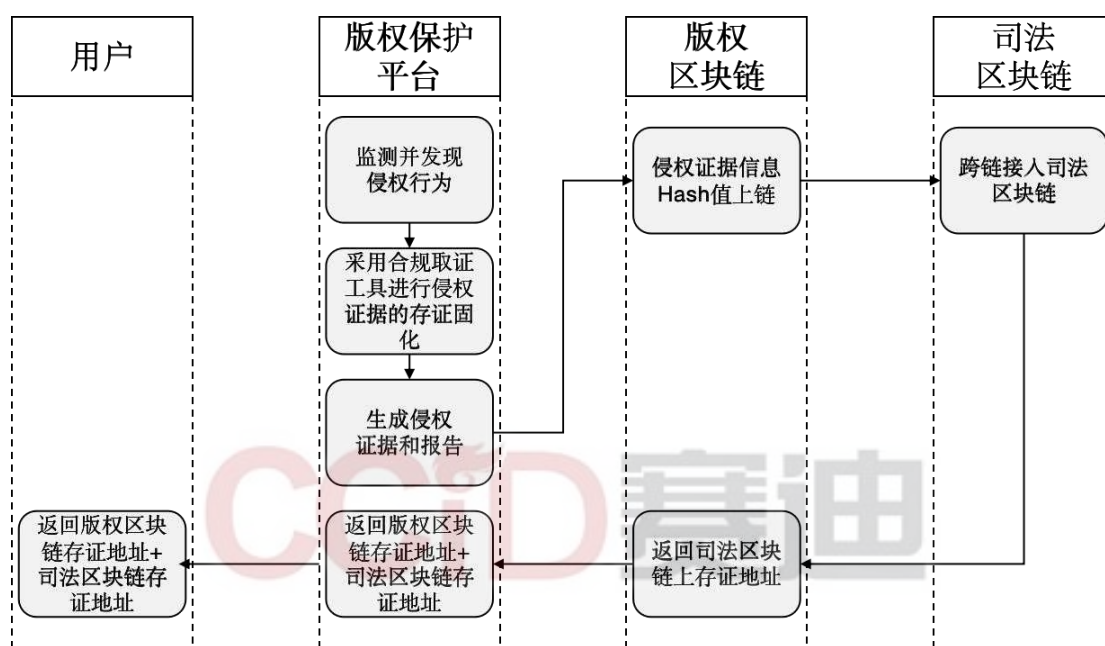 用户
版权保护
平台
版权
区块链
司法
区块链
监测并发现
侵权行为
侵权证据信息
Hash值上链
跨链接入司法
区块链
采用合规取证
工具进行侵权
证据的存证固
化
生成侵权
证据和报告
返回版权区块
链存证地址+
司法区块链存
证地址
返回版权区块
链存证地址+
司法区块链存
证地址
返回司法区块
链上存证地址
CCiD赛迪